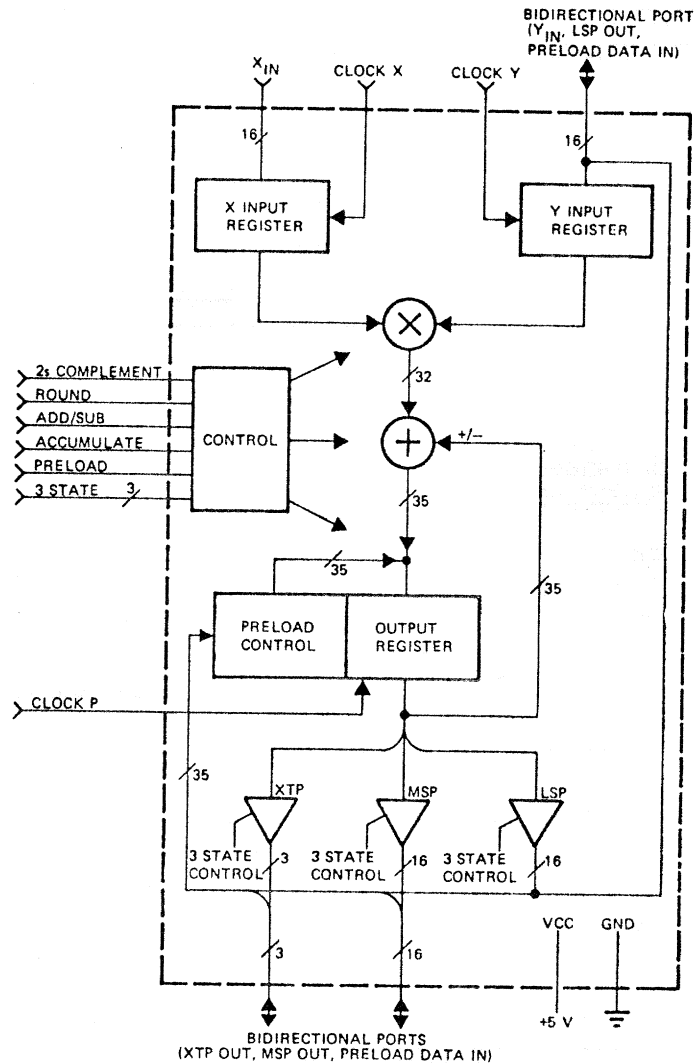 BIDIRECTIONAL PORT
(YIN, LSP OUT,
PRELOAD DATA IN)
XIN
CLOCK X
CLOCK Y
16
16
X INPUT
REGISTER
Y INPUT
REGISTER
32
2s COMPLEMENT
ROUND
ADD/SUB
ACCUMULATE
PRELOAD
3 STATE
3
CONTROL
+/−
35
35
35
PRELOAD
CONTROL
OUTPUT
REGISTER
CLOCK P
35
XTP
MSP
LSP
3 STATE
CONTROL
3
3 STATE
CONTROL
16
3 STATE
CONTROL
16
VCC
GND
3
16
+5 V
BIDIRECTIONAL PORTS
(XTP OUT, MSP OUT, PRELOAD DATA IN)